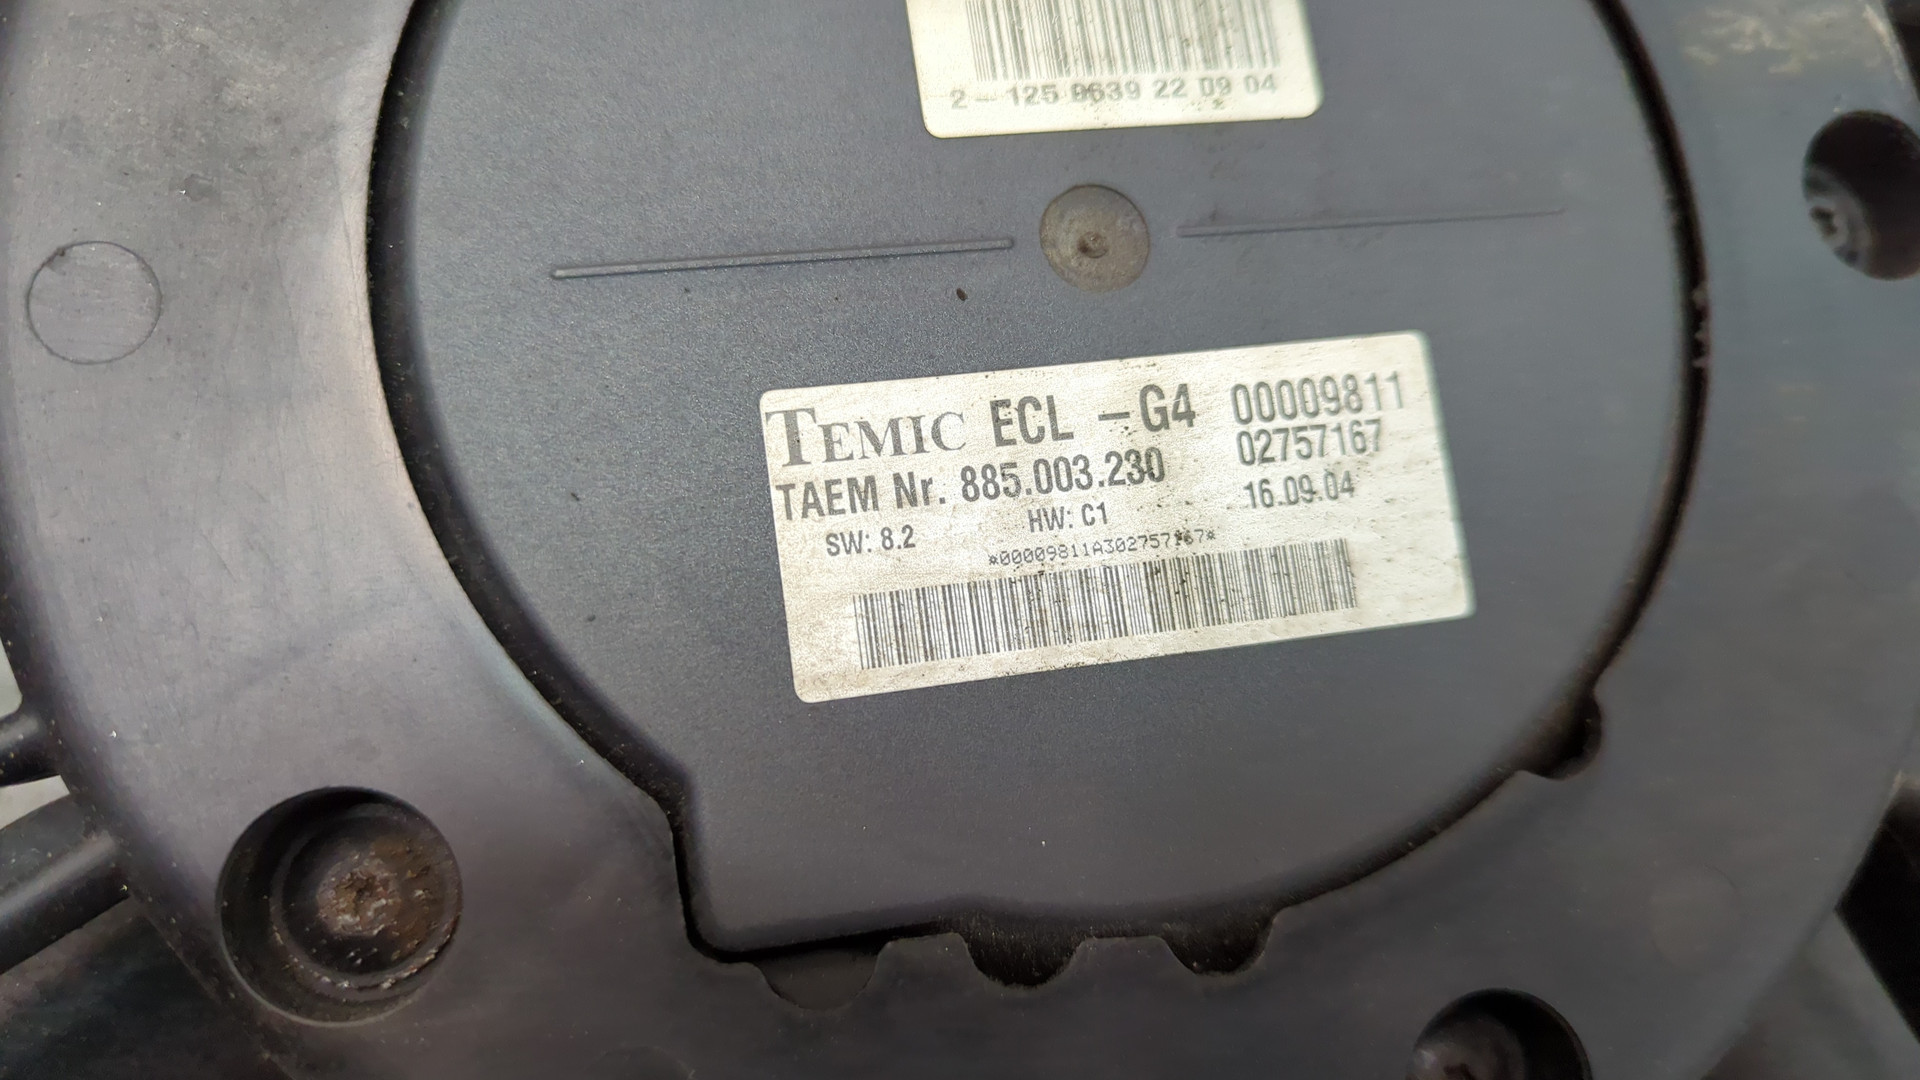 2-125 9639 22 09 04
TEMIC ECL -G4 00009811
02757167
TAEM Nr. 885.003.230
16.09.04
SW: 8.2 HW: C1
*00009811A302757167*